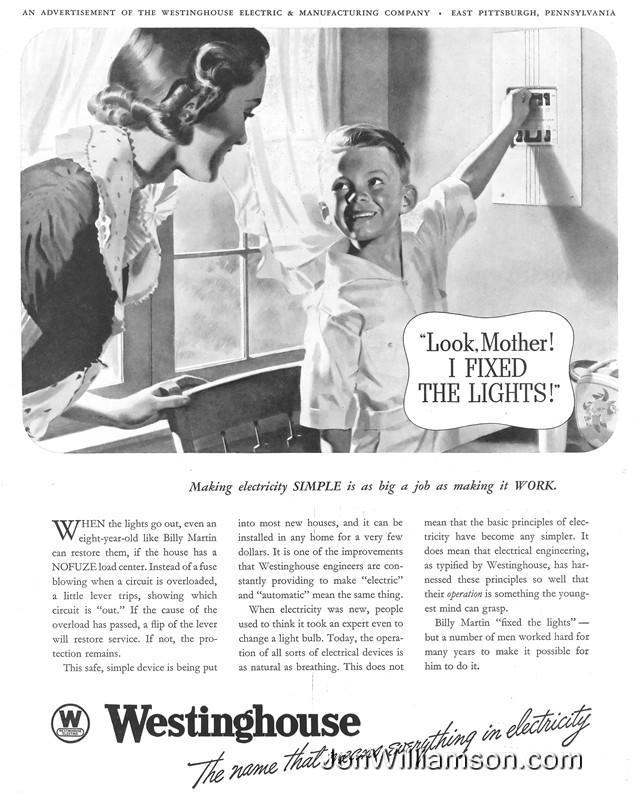 AN ADVERTISEMENT OF THE WESTINGHOUSE ELECTRIC & MANUFACTURING COMPANY • EAST PITTSBURGH, PENNSYLVANIA
"Look, Mother!
I FIXED
THE LIGHTS!"
Making electricity SIMPLE is as big a job as making it WORK.
WHEN the lights go out, even an
eight-year-old like Billy Martin
can restore them, if the house has a
NOFUZE load center. Instead of a fuse
blowing when a circuit is overloaded,
a little lever trips, showing which
circuit is "out." If the cause of the
overload has passed, a flip of the lever
will restore service. If not, the pro-
tection remains.
This safe, simple device is being put
into most new houses, and it can be
installed in any home for a very few
dollars. It is one of the improvements
that Westinghouse engineers are con-
stantly providing to make "electric"
and "automatic" mean the same thing.
When electricity was new, people
used to think it took an expert even to
change a light bulb. Today, the opera-
tion of all sorts of electrical devices is
as natural as breathing. This does not
mean that the basic principles of elec-
tricity have become any simpler. It
does mean that electrical engineering,
as typified by Westinghouse, has har-
nessed these principles so well that
their operation is something the young-
est mind can grasp.
Billy Martin "fixed the lights" —
but a number of men worked hard for
many years to make it possible for
him to do it.
W
Westinghouse
The name that means everything in electricity
JonWilliamson.com